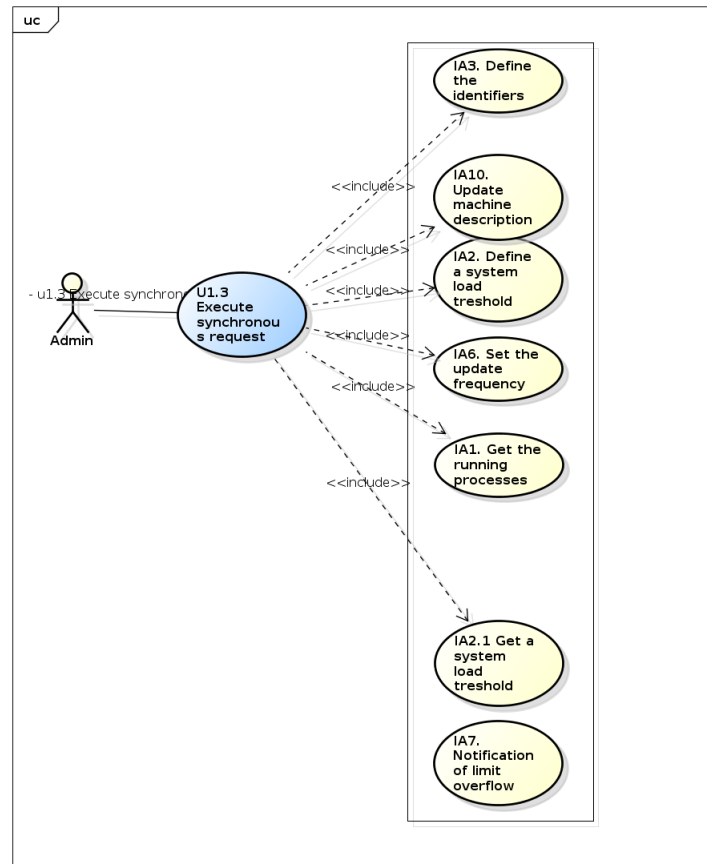 uc
IA3. Define
the
identifiers
<<include>>
IA10.
Update
machine
description
<<include>>
IA2. Define
a system
load
treshold
<<include>>
- u1.3 Execute synchrono
U1.3
Execute
synchronou
s request
Admin
<<include>>
IA6. Set the
update
frequency
<<include>>
IA1. Get the
running
processes
<<include>>
IA2.1 Get a
system
load
treshold
IA7.
Notification
of limit
overflow